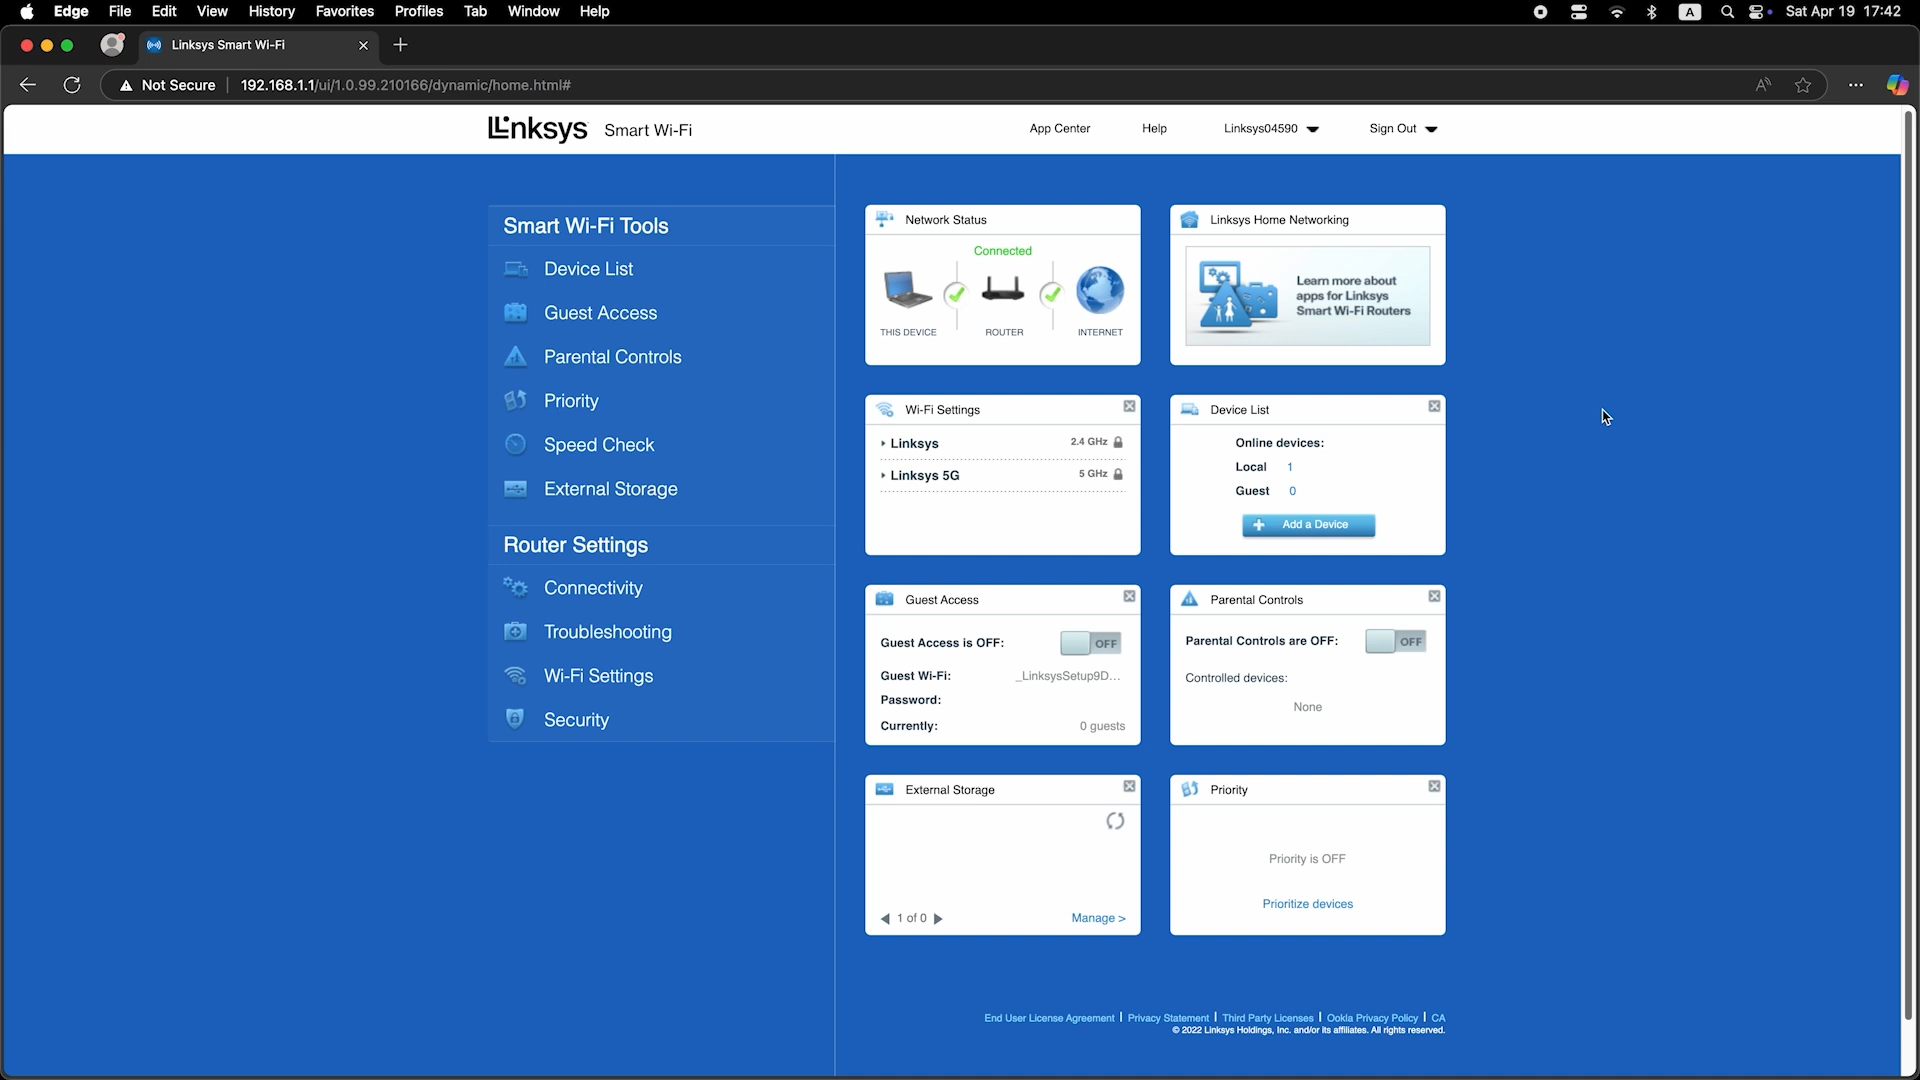 Edge File Edit View History Favorites Profiles Tab Window Help A Sat Apr 19 17:42
Linksys Smart Wi-Fi
Not Secure 192.168.1.1/ui/1.0.99.210166/dynamic/home.html#
Linksys Smart Wi-Fi App Center Help Linksys04590 Sign Out
Smart Wi-Fi Tools
Device List
Guest Access
Parental Controls
Priority
Speed Check
External Storage
Router Settings
Connectivity
Troubleshooting
Wi-Fi Settings
Security
Network Status
Connected
THIS DEVICE ROUTER INTERNET
Linksys Home Networking
Learn more about
apps for Linksys
Smart Wi-Fi Routers
Wi-Fi Settings
Linksys 2.4 GHz
Linksys 5G 5 GHz
Device List
Online devices:
Local 1
Guest 0
+ Add a Device
Guest Access
Guest Access is OFF: OFF
Guest Wi-Fi: _LinksysSetup9D...
Password:
Currently: 0 guests
Parental Controls
Parental Controls are OFF: OFF
Controlled devices:
None
External Storage
1 of 0 Manage >
Priority
Priority is OFF
Prioritize devices
End User License Agreement | Privacy Statement | Third Party Licenses | Ookla Privacy Policy | CA
© 2022 Linksys Holdings, Inc. and/or its affiliates. All rights reserved.